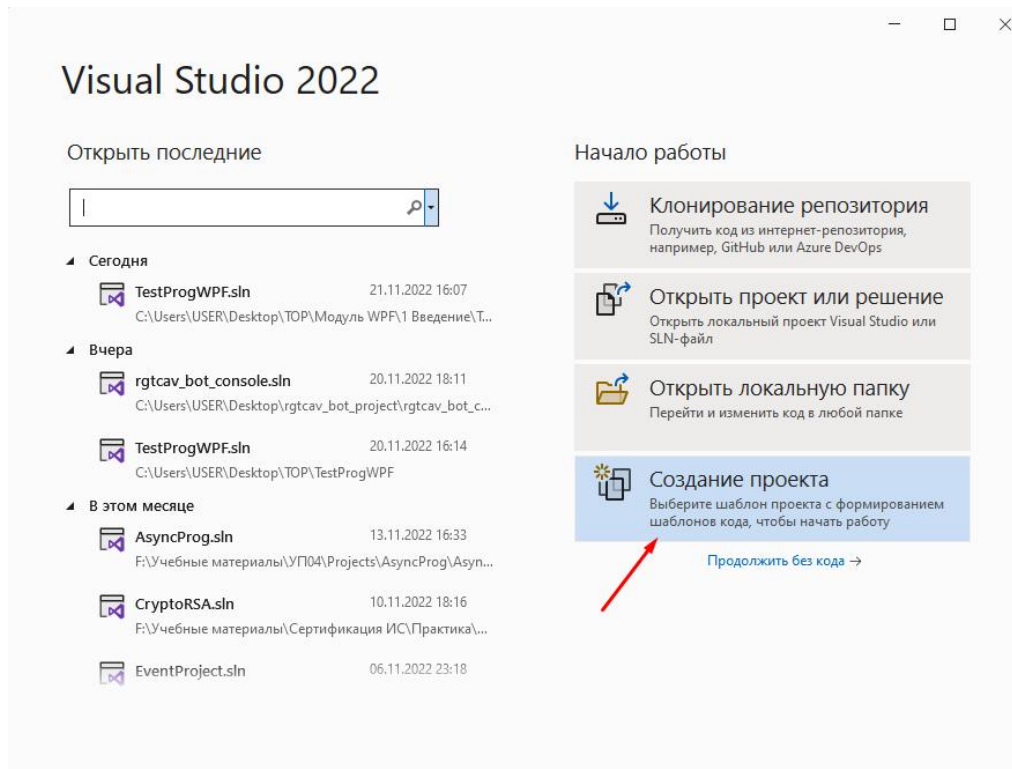 Visual Studio 2022
Открыть последние
Сегодня
TestProgWPF.sln 21.11.2022 16:07
C:\Users\USER\Desktop\TOP\Модуль WPF\1 Введение\T...
Вчера
rgtcav_bot_console.sln 20.11.2022 18:11
C:\Users\USER\Desktop\rgtcav_bot_project\rgtcav_bot_c...
TestProgWPF.sln 20.11.2022 16:14
C:\Users\USER\Desktop\TOP\TestProgWPF
В этом месяце
AsyncProg.sln 13.11.2022 16:33
F:\Учебные материалы\УП04\Projects\AsyncProg\Asyn...
CryptoRSA.sln 10.11.2022 18:16
F:\Учебные материалы\Сертификация ИС\Практика\...
EventProject.sln 06.11.2022 23:18
Начало работы
Клонирование репозитория
Получить код из интернет-репозитория,
например, GitHub или Azure DevOps
Открыть проект или решение
Открыть локальный проект Visual Studio или
SLN-файл
Открыть локальную папку
Перейти и изменить код в любой папке
Создание проекта
Выберите шаблон проекта с формированием
шаблонов кода, чтобы начать работу
Продолжить без кода →